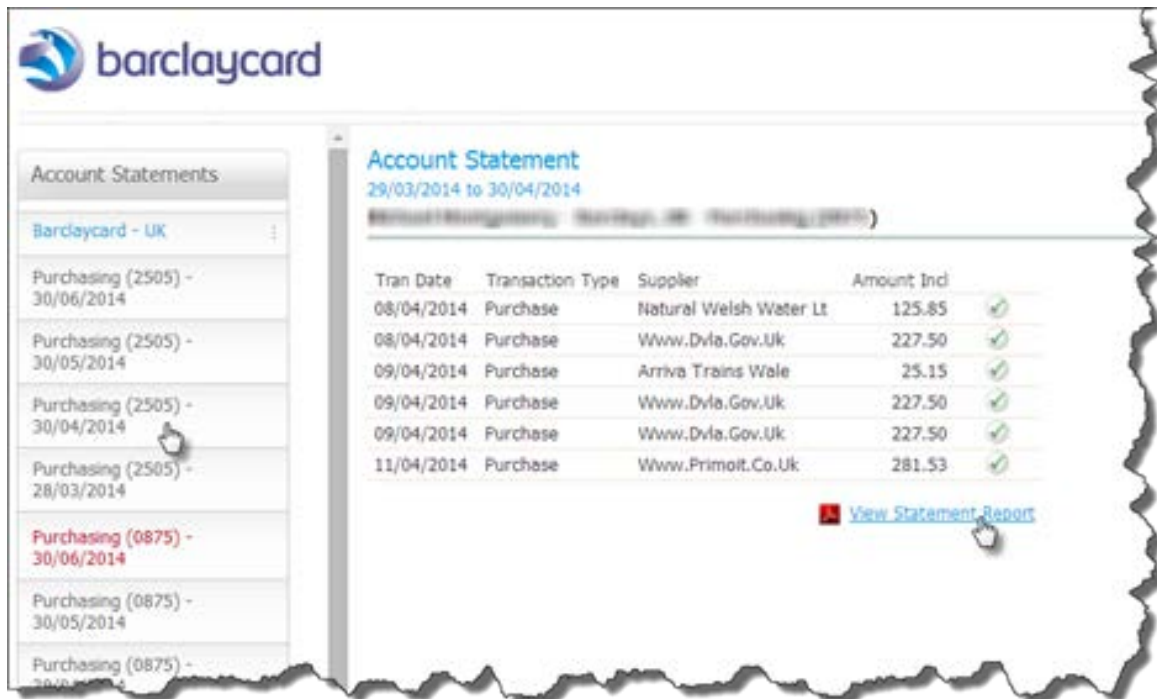 barclaycard
Account Statements
Barclaycard - UK
Purchasing (2505) -
30/06/2014
Purchasing (2505) -
30/05/2014
Purchasing (2505) -
30/04/2014
Purchasing (2505) -
28/03/2014
Purchasing (0875) -
30/06/2014
Purchasing (0875) -
30/05/2014
Purchasing (0875) -
Account Statement
29/03/2014 to 30/04/2014
Tran Date Transaction Type Supplier Amount Incl
08/04/2014 Purchase Natural Welsh Water Lt 125.85
08/04/2014 Purchase Www.Dvla.Gov.Uk 227.50
09/04/2014 Purchase Arriva Trains Wale 25.15
09/04/2014 Purchase Www.Dvla.Gov.Uk 227.50
09/04/2014 Purchase Www.Dvla.Gov.Uk 227.50
11/04/2014 Purchase Www.Primoit.Co.Uk 281.53
View Statement Report